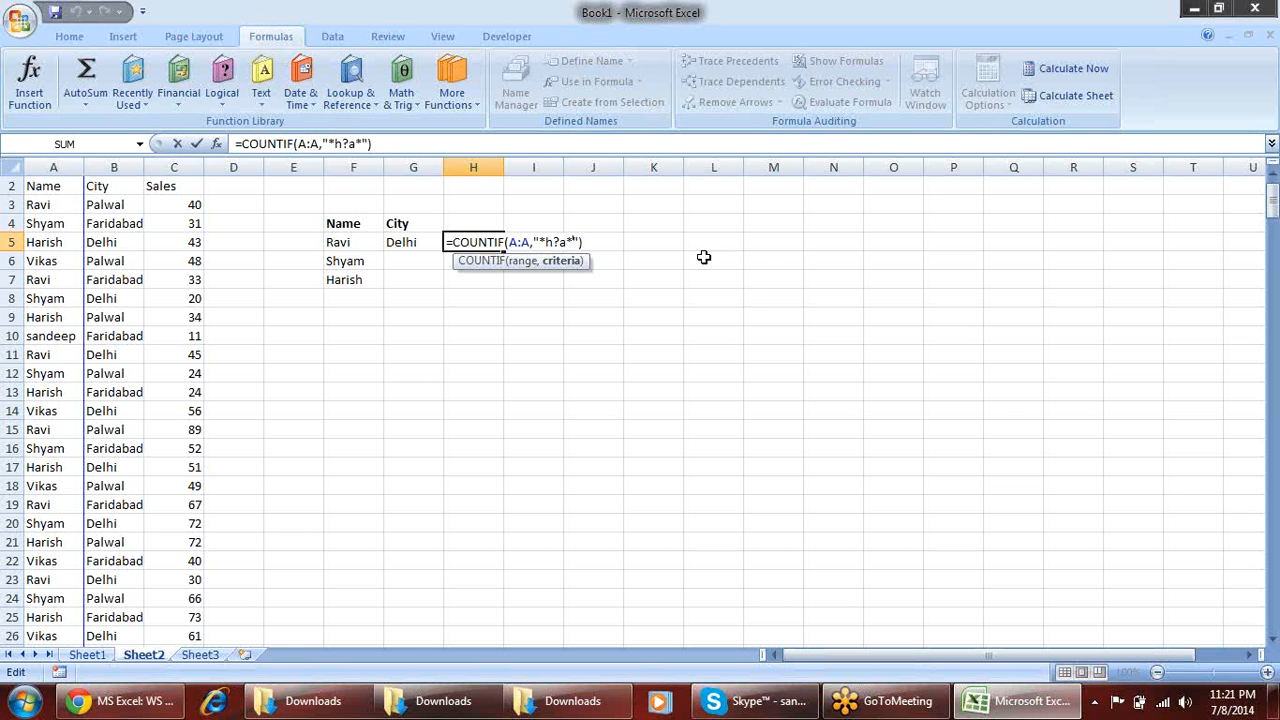 Book1 - Microsoft Excel
Home Insert Page Layout Formulas Data Review View Developer
Insert Function
AutoSum
Recently Used
Financial
Logical
Text
Date & Time
Lookup & Reference
Math & Trig
More Functions
Function Library
Name Manager
Define Name
Use in Formula
Create from Selection
Defined Names
Trace Precedents
Trace Dependents
Remove Arrows
Show Formulas
Error Checking
Evaluate Formula
Formula Auditing
Watch Window
Calculation Options
Calculate Now
Calculate Sheet
Calculation
SUM =COUNTIF(A:A,"*h?a*")
A B C D E F G H I J K L M N O P Q R S T U
2 Name City Sales
3 Ravi Palwal 40
4 Shyam Faridabad 31 Name City
5 Harish Delhi 43 Ravi Delhi =COUNTIF(A:A,"*h?a*")
6 Vikas Palwal 48 Shyam COUNTIF(range, criteria)
7 Ravi Faridabad 33 Harish
8 Shyam Delhi 20
9 Harish Palwal 34
10 sandeep Faridabad 11
11 Ravi Delhi 45
12 Shyam Palwal 24
13 Harish Faridabad 24
14 Vikas Delhi 56
15 Ravi Palwal 89
16 Shyam Faridabad 52
17 Harish Delhi 51
18 Vikas Palwal 49
19 Ravi Faridabad 67
20 Shyam Delhi 72
21 Harish Palwal 72
22 Vikas Faridabad 40
23 Ravi Delhi 30
24 Shyam Palwal 66
25 Harish Faridabad 73
26 Vikas Delhi 61
Sheet1 Sheet2 Sheet3
Edit 100%
MS Excel: WS ... Downloads Downloads Downloads Skype™ - san... GoToMeeting Microsoft Exc... 11:21 PM
7/8/2014